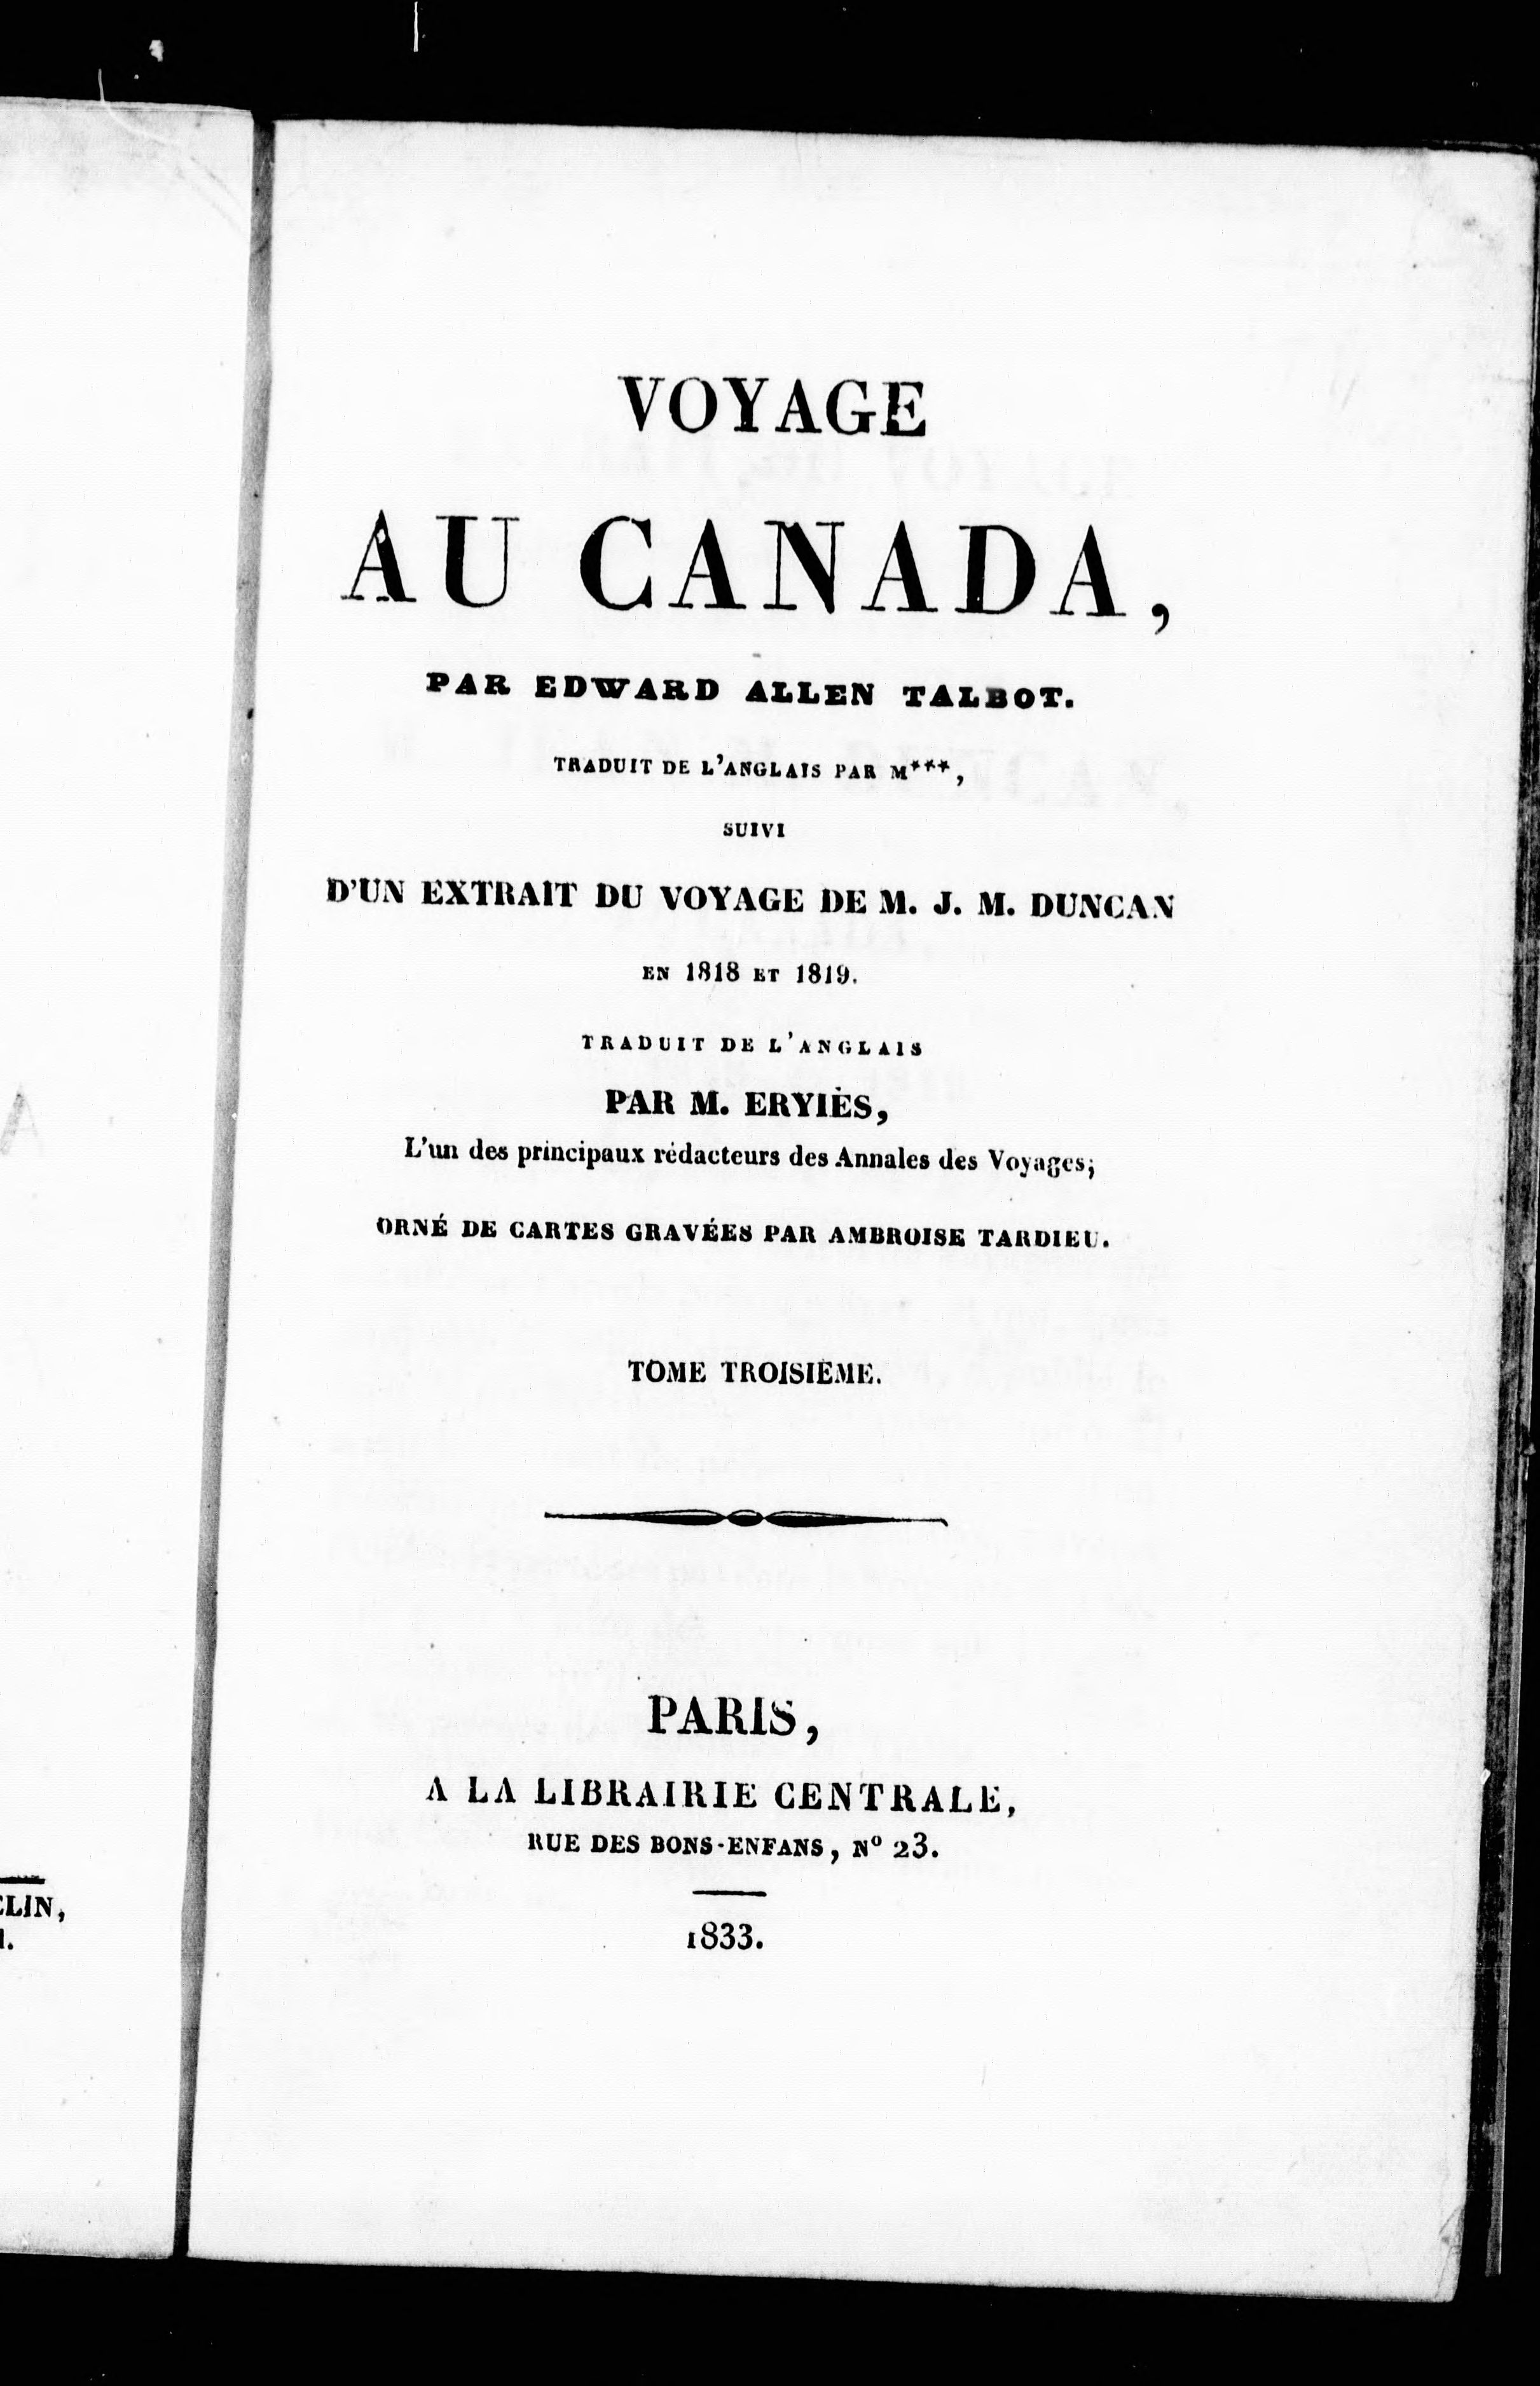 VOYAGE
AU CANADA,
PAR EDWARD ALLEN TALBOT.
TRADUIT DE L'ANGLAIS PAR M***,
SUIVI
D'UN EXTRAIT DU VOYAGE DE M. J. M. DUNCAN
EN 1818 ET 1819.
TRADUIT DE L'ANGLAIS
PAR M. ERYIÈS,
L'un des principaux rédacteurs des Annales des Voyages;
ORNÉ DE CARTES GRAVÉES PAR AMBROISE TARDIEU.
TOME TROISIÈME.
PARIS,
A LA LIBRAIRIE CENTRALE,
RUE DES BONS-ENFANS, Nº 23.
1833.